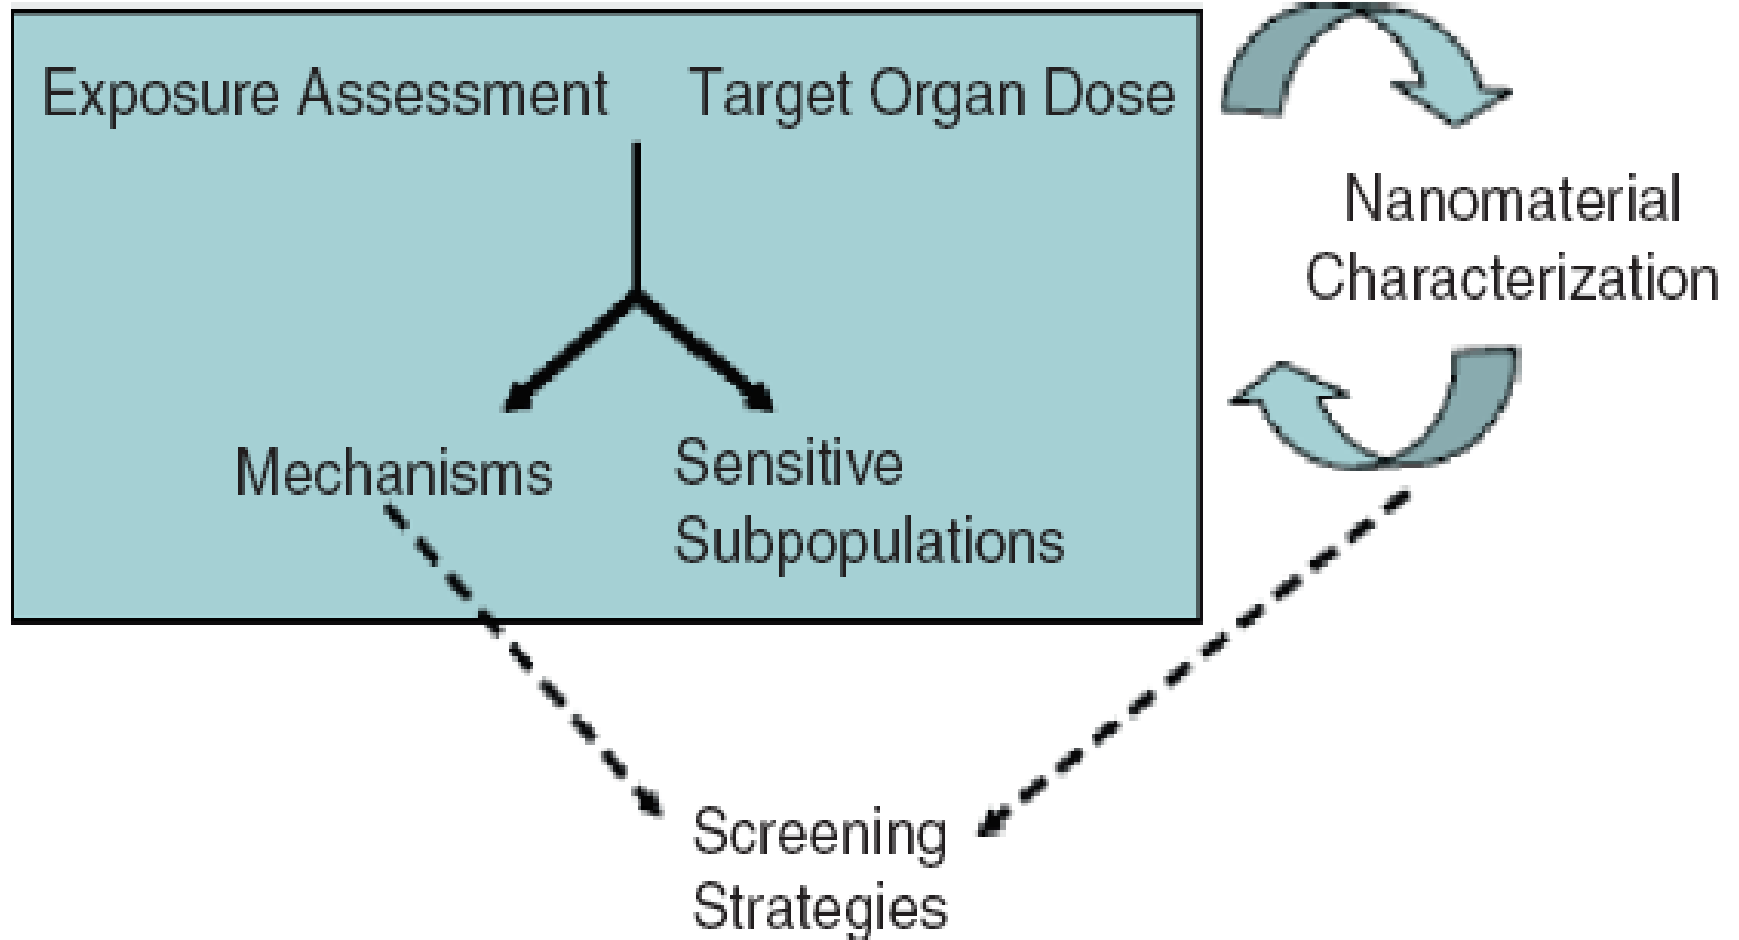 Exposure Assessment
Target Organ Dose
Nanomaterial
Characterization
Mechanisms
Sensitive
Subpopulations
Screening
Strategies